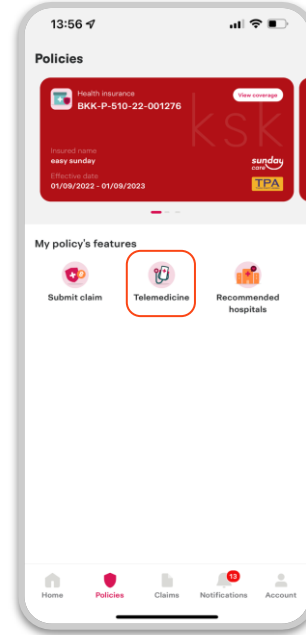 13:56
Policies
Health insurance
BKK-P-510-22-001276
View coverage
ksk
Insured name
easy sunday
sunday
care
Effective date
01/09/2022 - 01/09/2023
TPA
My policy's features
Submit claim
Telemedicine
Recommended
hospitals
13
Home
Policies
Claims
Notifications
Account